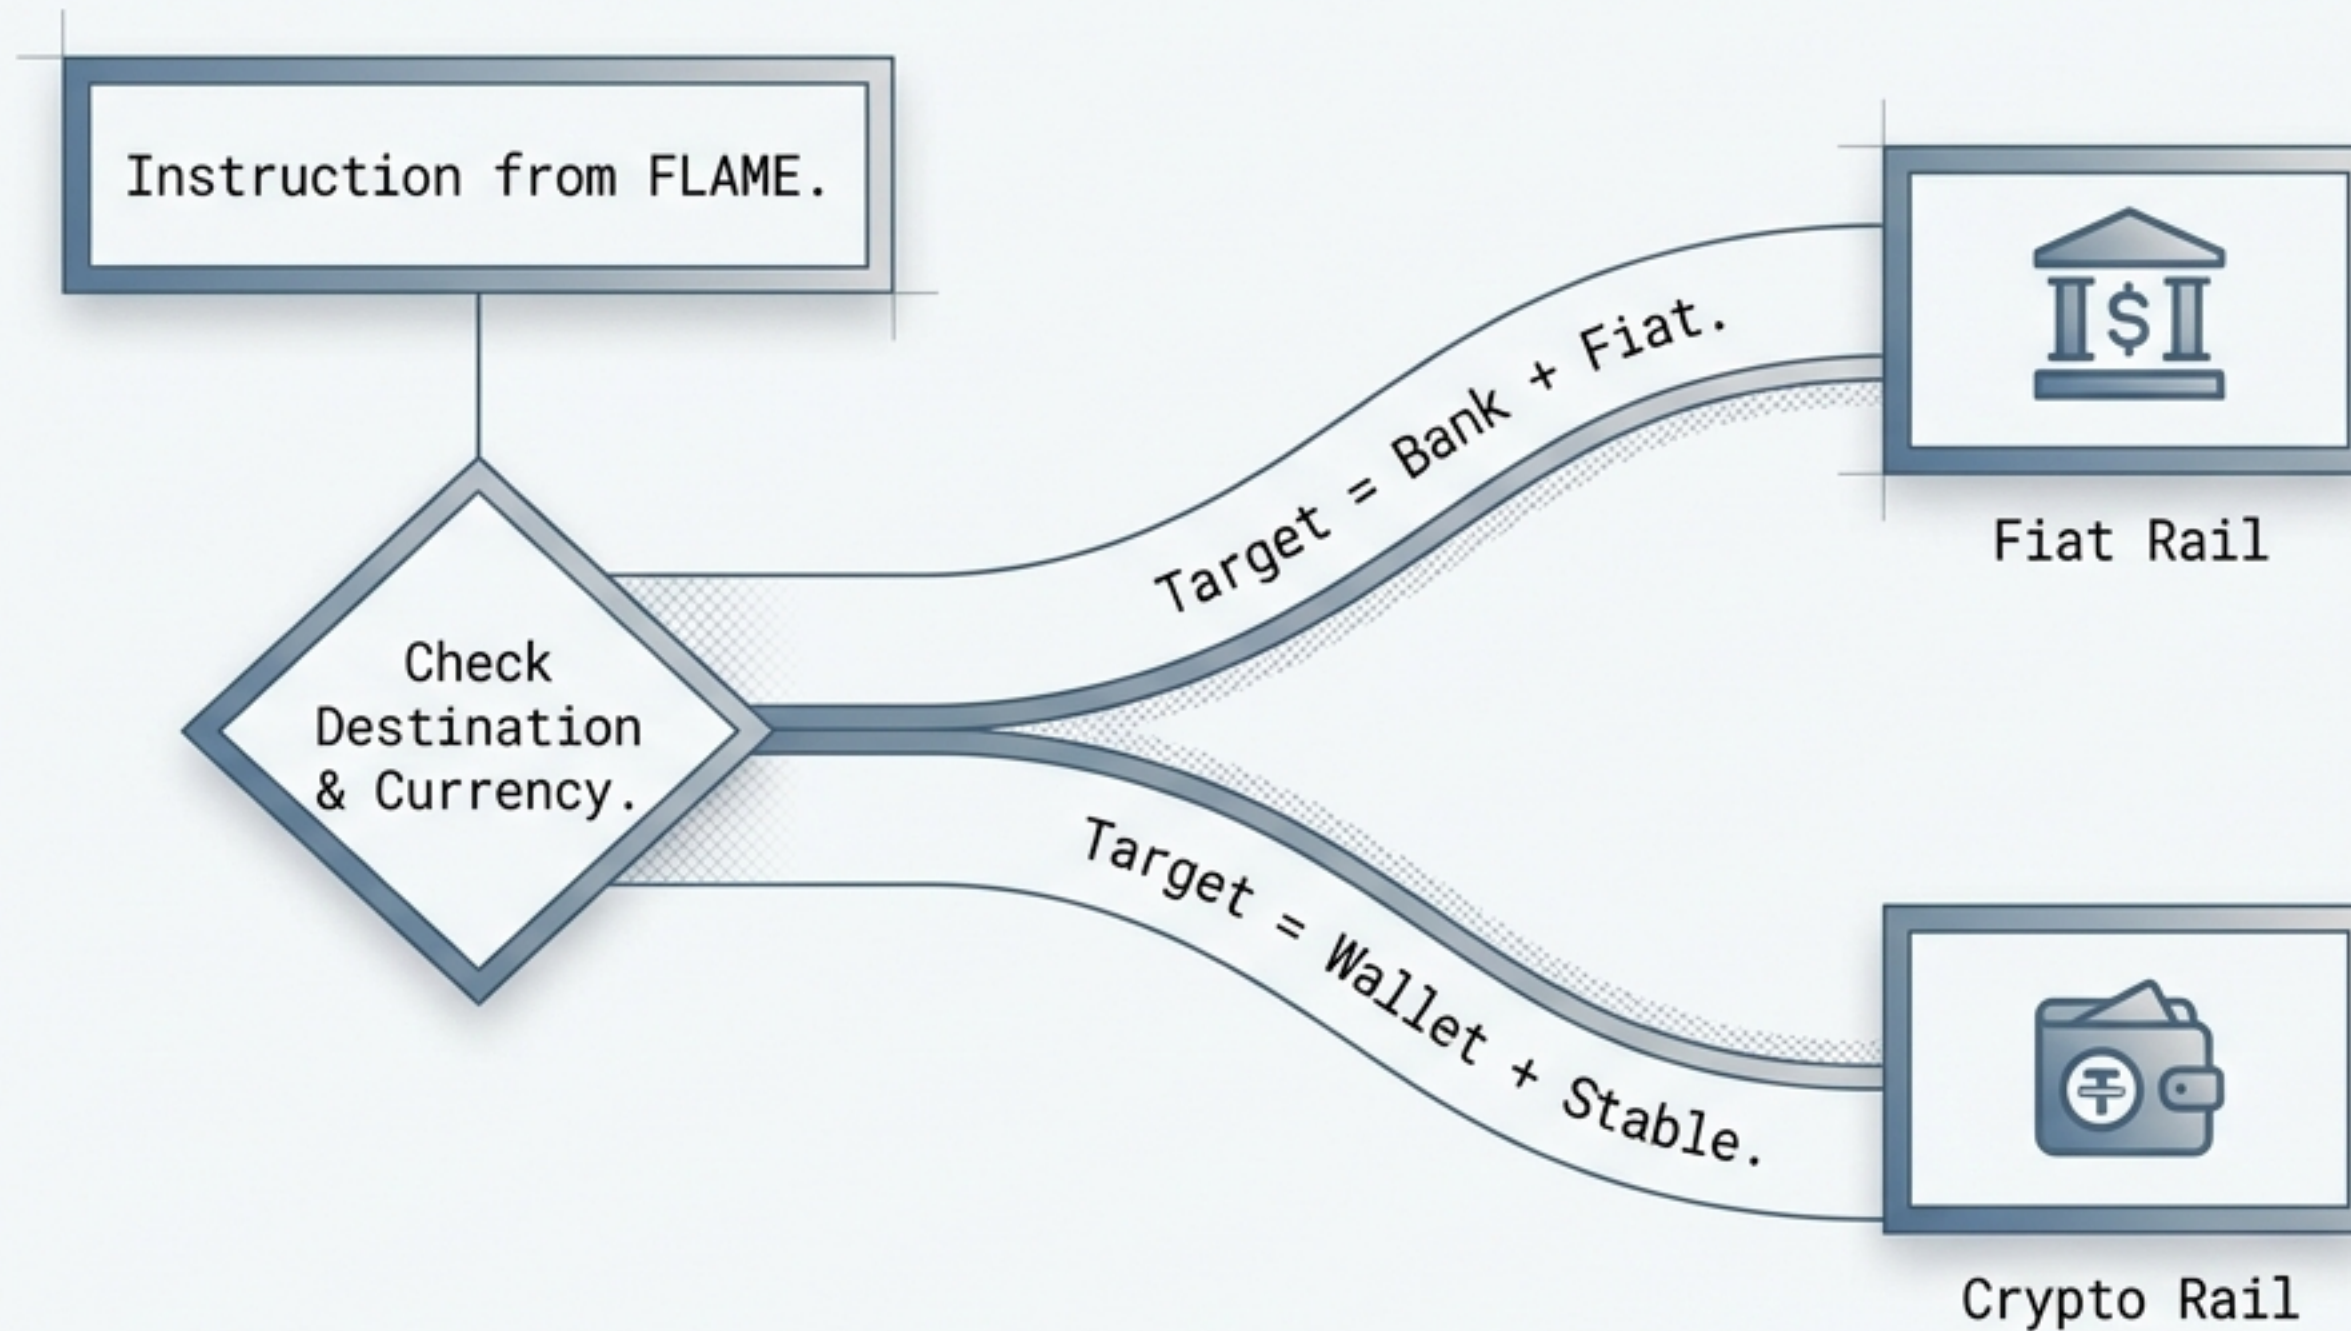 Instruction from FLAME.
Check
Destination
& Currency.
Target = Bank + Fiat.
$
Fiat Rail
Target = Wallet + Stable.
Crypto Rail